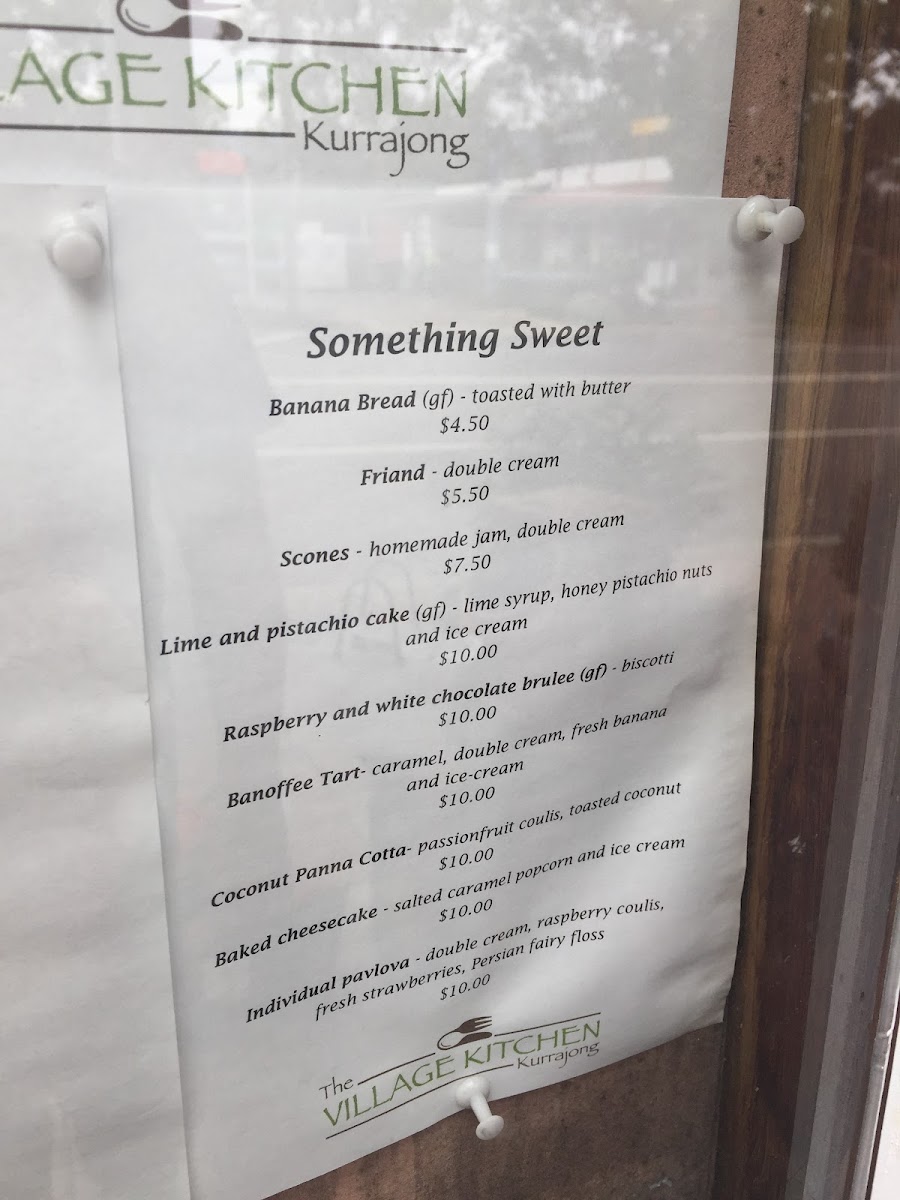 LAGE KITCHEN
Kurrajong
Something Sweet
Banana Bread (gf) - toasted with butter
$4.50
Friand - double cream
$5.50
Scones - homemade jam, double cream
$7.50
Lime and pistachio cake (gf) - lime syrup, honey pistachio nuts
and ice cream
$10.00
Raspberry and white chocolate brulee (gf) - biscotti
$10.00
Banoffee Tart- caramel, double cream, fresh banana
and ice-cream
$10.00
Coconut Panna Cotta- passionfruit coulis, toasted coconut
$10.00
Baked cheesecake - salted caramel popcorn and ice cream
$10.00
Individual pavlova - double cream, raspberry coulis,
fresh strawberries, Persian fairy floss
$10.00
The
VILLAGE KITCHEN
Kurrajong